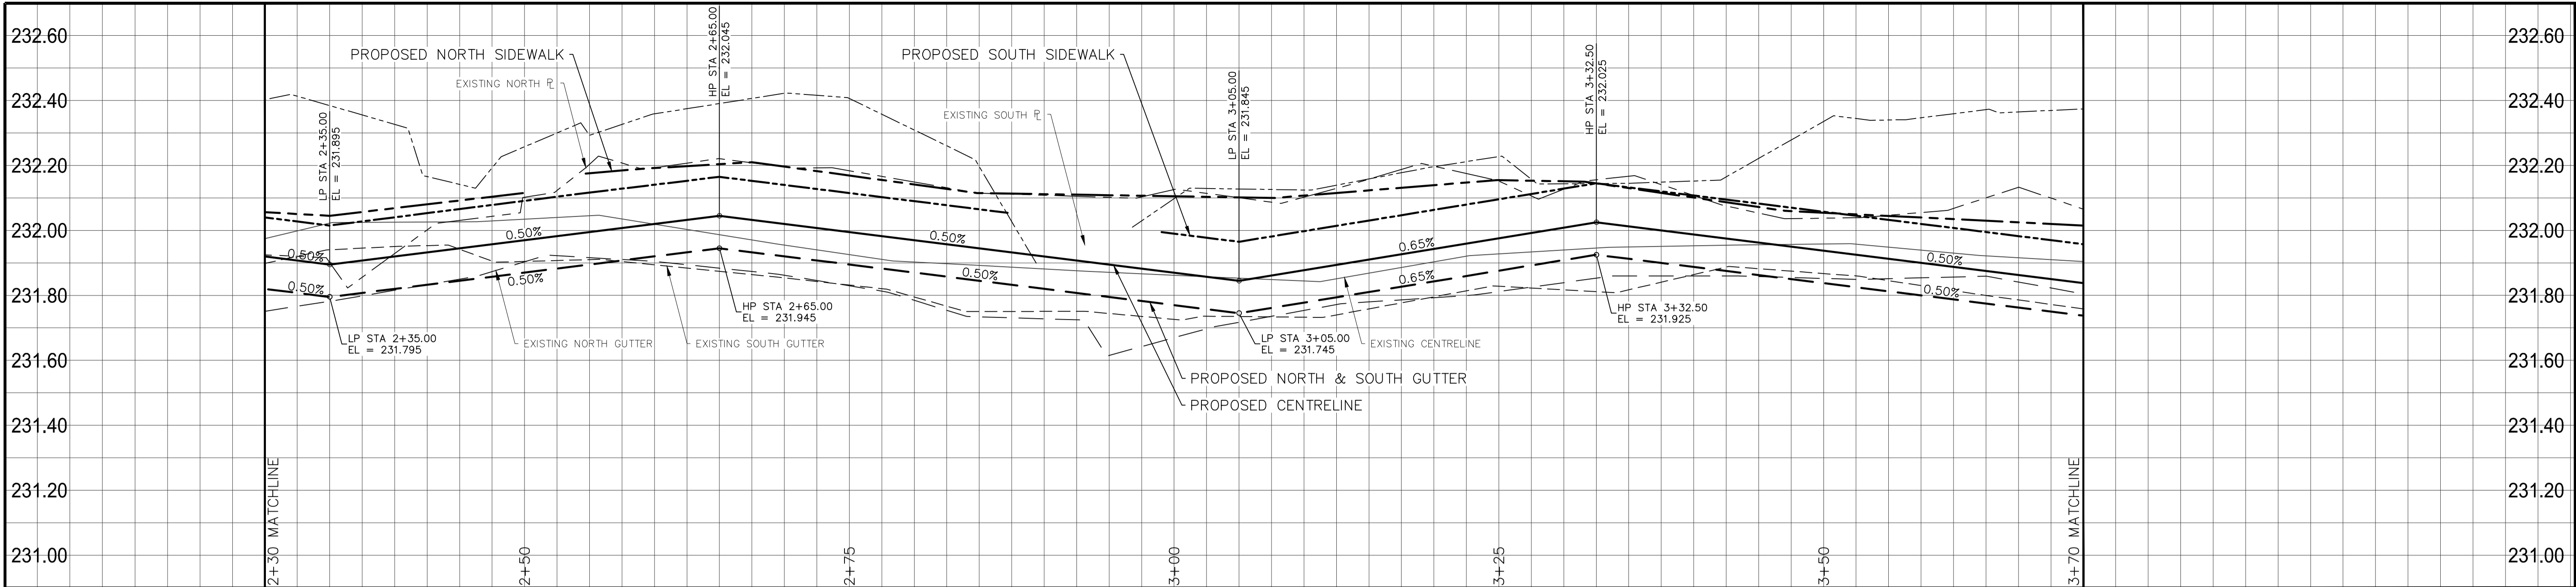 232.60
232.60
232.40
232.40
232.20
232.20
232.00
232.00
231.80
231.80
231.60
231.60
231.40
231.40
231.20
231.20
231.00
231.00
PROPOSED NORTH SIDEWALK
EXISTING NORTH ⅊
PROPOSED SOUTH SIDEWALK
EXISTING SOUTH ⅊
LP STA 2+35.00
EL = 231.895
HP STA 2+65.00
EL = 232.045
LP STA 3+05.00
EL = 231.845
HP STA 3+32.50
EL = 232.025
0.50%
0.50%
0.50%
0.65%
0.50%
0.50%
0.50%
0.50%
0.65%
0.50%
LP STA 2+35.00
EL = 231.795
EXISTING NORTH GUTTER
EXISTING SOUTH GUTTER
HP STA 2+65.00
EL = 231.945
LP STA 3+05.00
EL = 231.745
EXISTING CENTRELINE
HP STA 3+32.50
EL = 231.925
PROPOSED NORTH & SOUTH GUTTER
PROPOSED CENTRELINE
2+30 MATCHLINE
2+50
2+75
3+00
3+25
3+50
3+70 MATCHLINE